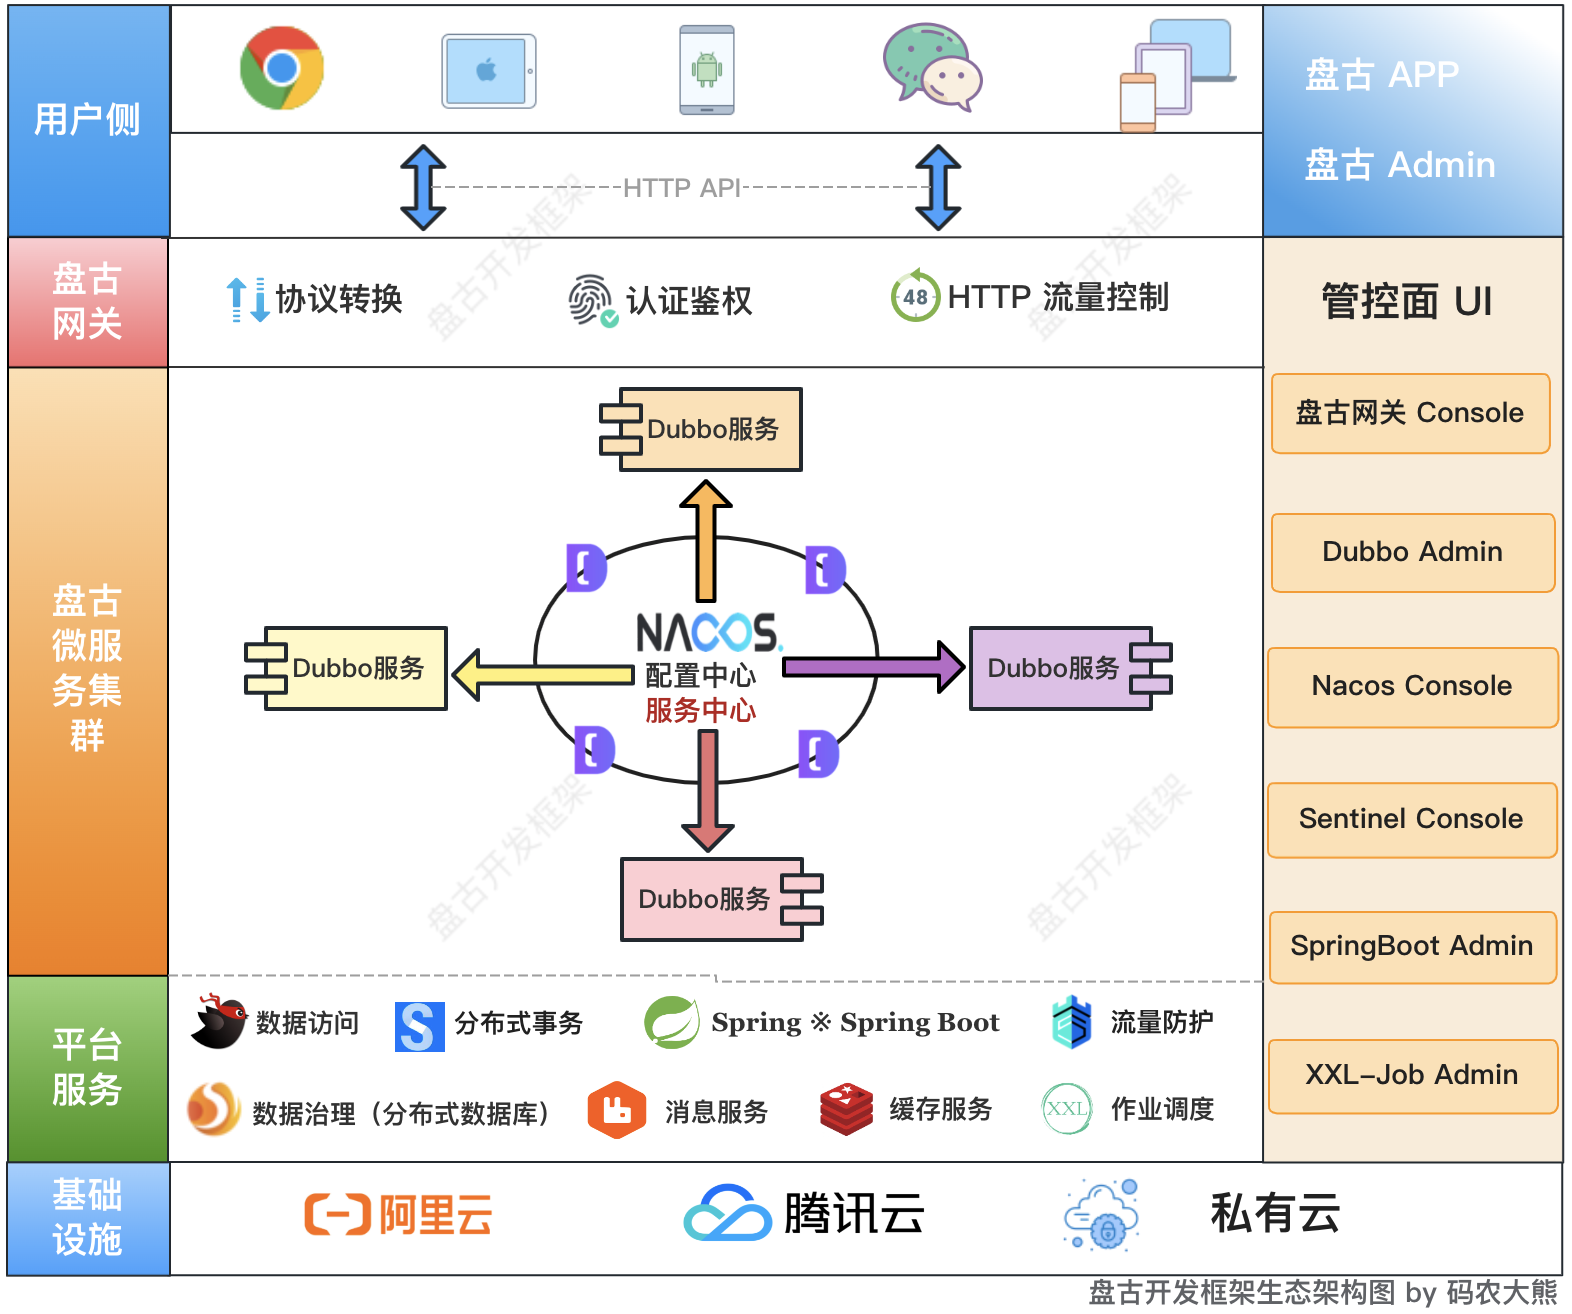 用户侧
盘古 APP
盘古 Admin
HTTP API
盘古
网关
协议转换
认证鉴权
48
HTTP 流量控制
管控面 UI
盘古
微服
务集
群
Dubbo服务
Dubbo服务
NACOS.
配置中心
服务中心
Dubbo服务
Dubbo服务
盘古网关 Console
Dubbo Admin
Nacos Console
Sentinel Console
SpringBoot Admin
XXL-Job Admin
平台
服务
数据访问
分布式事务
Spring ※ Spring Boot
流量防护
数据治理（分布式数据库）
消息服务
缓存服务
XXL
作业调度
基础
设施
阿里云
腾讯云
私有云
盘古开发框架
盘古开发框架
盘古开发框架
盘古开发框架
盘古开发框架生态架构图 by 码农大熊